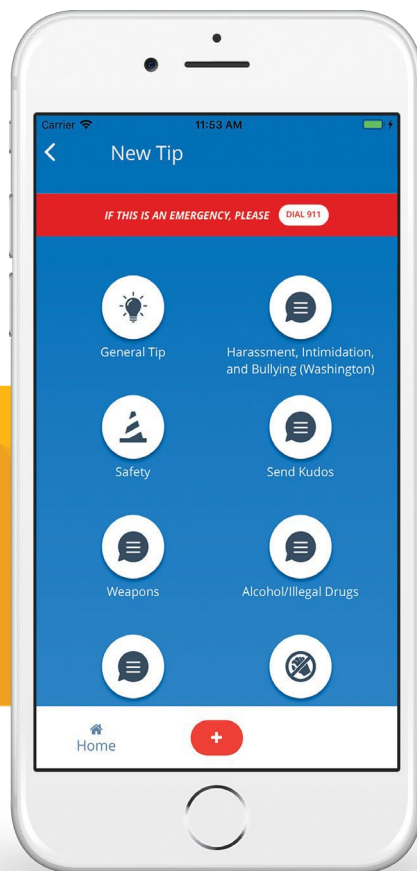 Carrier 11:53 AM
New Tip
IF THIS IS AN EMERGENCY, PLEASE DIAL 911
General Tip
Harassment, Intimidation,
and Bullying (Washington)
Safety
Send Kudos
Weapons
Alcohol/Illegal Drugs
Home